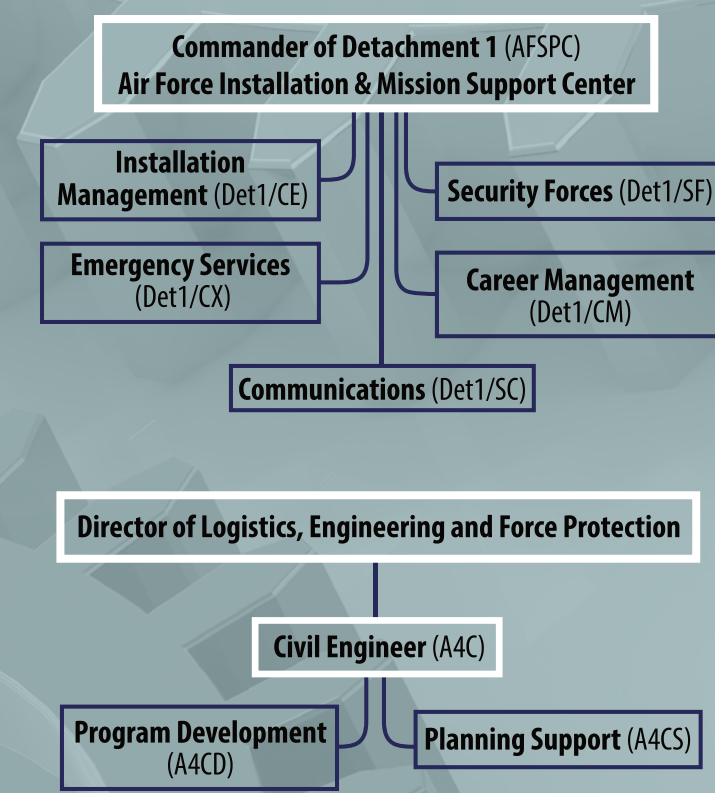 Commander of Detachment 1 (AFSPC)
Air Force Installation & Mission Support Center
Installation
Management (Det1/CE)
Security Forces (Det1/SF)
Emergency Services
(Det1/CX)
Career Management
(Det1/CM)
Communications (Det1/SC)
Director of Logistics, Engineering and Force Protection
Civil Engineer (A4C)
Program Development
(A4CD)
Planning Support (A4CS)